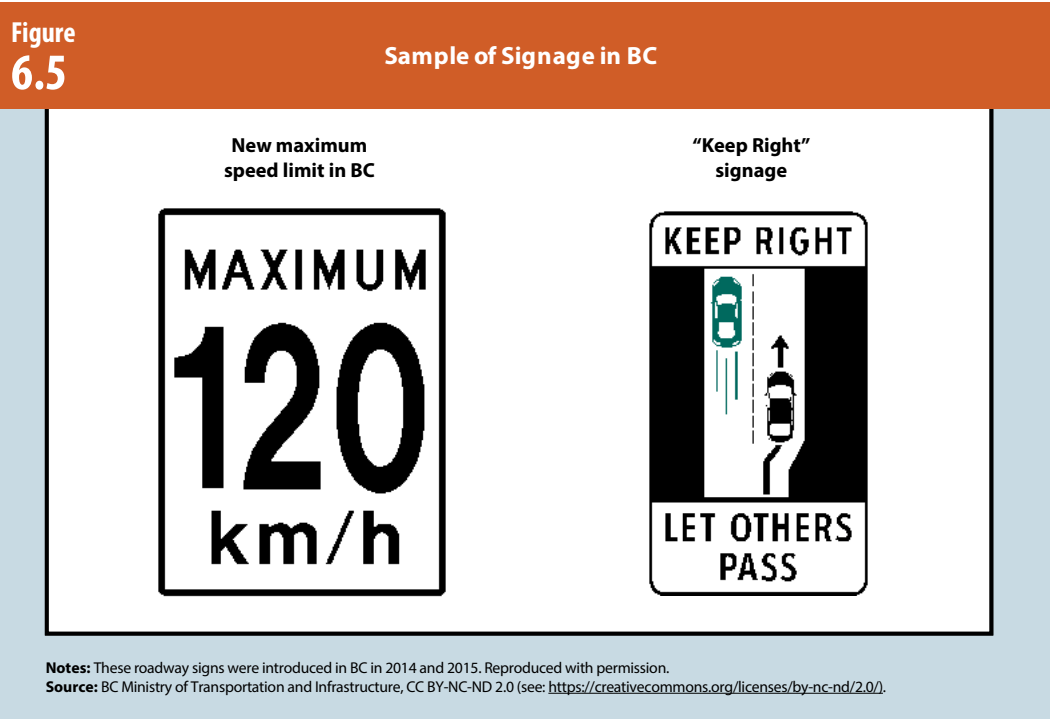 Figure
6.5
Sample of Signage in BC
New maximum
speed limit in BC
“Keep Right”
signage
MAXIMUM
120
km/h
KEEP RIGHT
LET OTHERS
PASS
Notes: These roadway signs were introduced in BC in 2014 and 2015. Reproduced with permission.
Source: BC Ministry of Transportation and Infrastructure, CC BY-NC-ND 2.0 (see: https://creativecommons.org/licenses/by-nc-nd/2.0/).